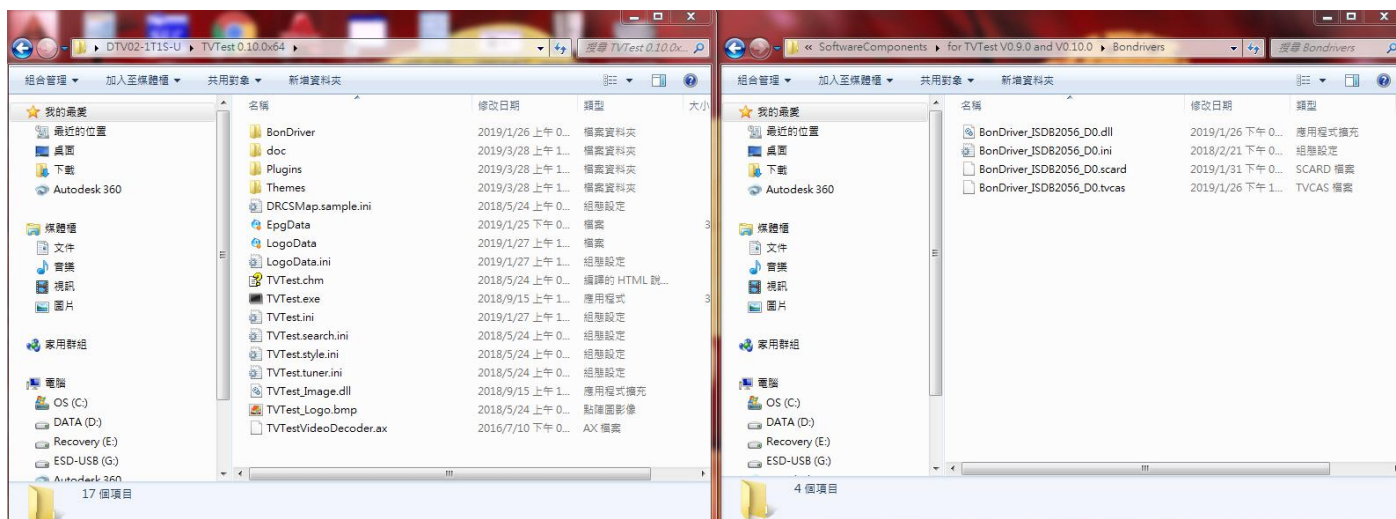 DTV02-1T1S-U ▸ TVTest 0.10.0x64 ▸
搜尋 TVTest 0.10.0x...
組合管理 ▼ 加入至媒體櫃 ▼ 共用對象 ▼ 新增資料夾
我的最愛
最近的位置
桌面
下載
Autodesk 360
媒體櫃
文件
音樂
視訊
圖片
家用群組
電腦
OS (C:)
DATA (D:)
Recovery (E:)
ESD-USB (G:)
Autodesk 360
名稱 修改日期 類型 大小
BonDriver 2019/1/26 上午 0... 檔案資料夾
doc 2019/3/28 上午 1... 檔案資料夾
Plugins 2019/3/28 上午 1... 檔案資料夾
Themes 2019/3/28 上午 1... 檔案資料夾
DRCSMap.sample.ini 2018/5/24 上午 0... 組態設定
EpgData 2019/1/25 下午 0... 檔案 3
LogoData 2019/1/27 上午 1... 檔案
LogoData.ini 2019/1/27 上午 1... 組態設定
TVTest.chm 2018/5/24 上午 0... 編譯的 HTML 說...
TVTest.exe 2018/9/15 上午 1... 應用程式 3
TVTest.ini 2019/1/27 上午 1... 組態設定
TVTest.search.ini 2018/5/24 上午 0... 組態設定
TVTest.style.ini 2018/5/24 上午 0... 組態設定
TVTest.tuner.ini 2018/5/24 上午 0... 組態設定
TVTest_Image.dll 2018/9/15 上午 1... 應用程式擴充
TVTest_Logo.bmp 2018/5/24 上午 0... 點陣圖影像
TVTestVideoDecoder.ax 2016/7/10 下午 0... AX 檔案
17 個項目
« SoftwareComponents ▸ for TVTest V0.9.0 and V0.10.0 ▸ Bondrivers
搜尋 Bondrivers
組合管理 ▼ 加入至媒體櫃 ▼ 共用對象 ▼ 新增資料夾
我的最愛
最近的位置
桌面
下載
Autodesk 360
媒體櫃
文件
音樂
視訊
圖片
家用群組
電腦
OS (C:)
DATA (D:)
Recovery (E:)
ESD-USB (G:)
名稱 修改日期 類型
BonDriver_ISDB2056_D0.dll 2019/1/26 下午 0... 應用程式擴充
BonDriver_ISDB2056_D0.ini 2018/2/21 下午 0... 組態設定
BonDriver_ISDB2056_D0.scard 2019/1/31 下午 0... SCARD 檔案
BonDriver_ISDB2056_D0.tvcas 2019/1/26 下午 1... TVCAS 檔案
4 個項目